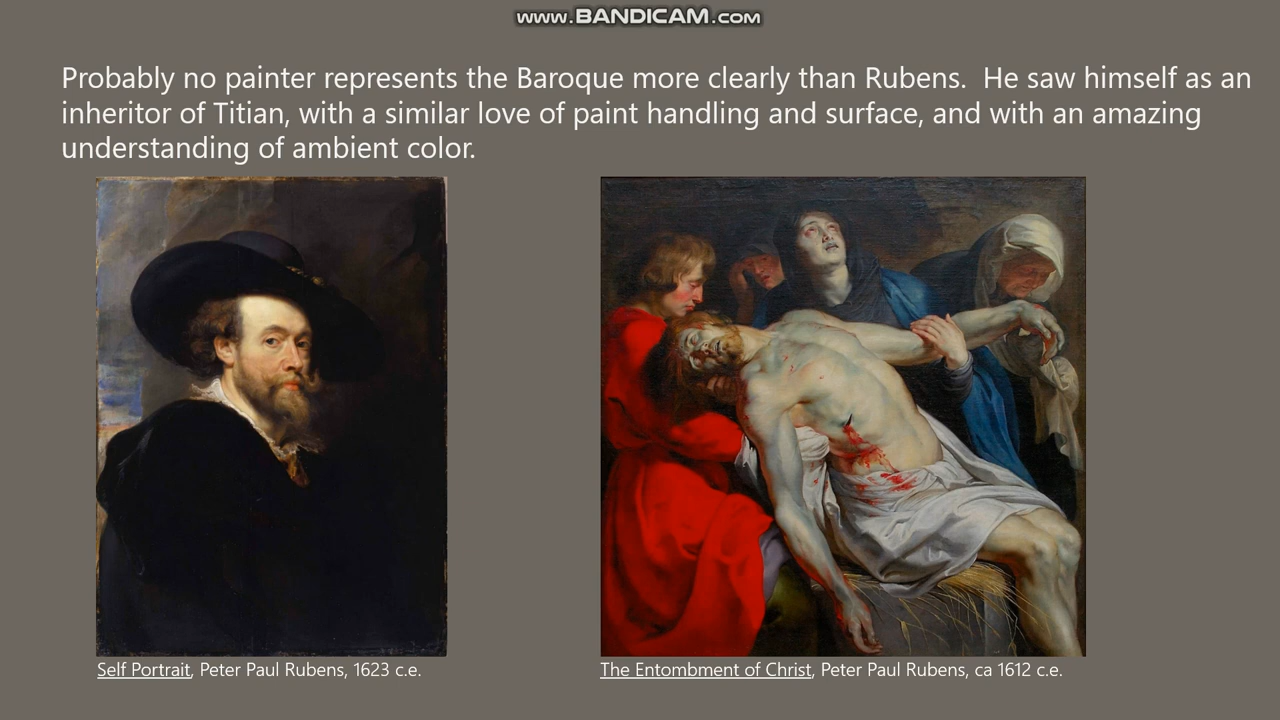 www.BANDICAM.com
Probably no painter represents the Baroque more clearly than Rubens.  He saw himself as an
inheritor of Titian, with a similar love of paint handling and surface, and with an amazing
understanding of ambient color.
Self Portrait, Peter Paul Rubens, 1623 c.e.
The Entombment of Christ, Peter Paul Rubens, ca 1612 c.e.